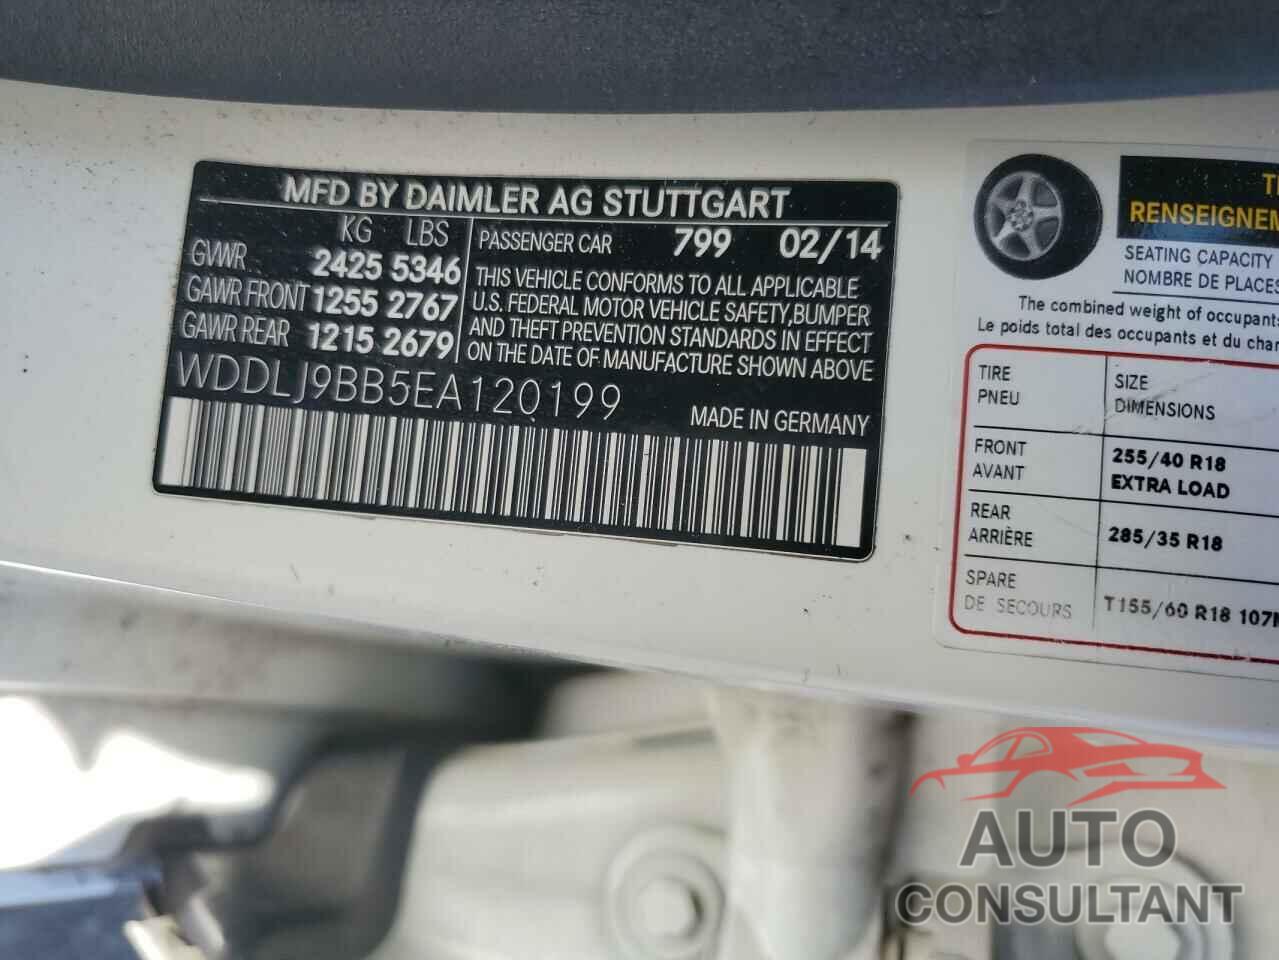 MFD BY DAIMLER AG STUTTGART
KG LBS
GVWR 2425 5346
GAWR FRONT 1255 2767
GAWR REAR 1215 2679
PASSENGER CAR 799 02/14
THIS VEHICLE CONFORMS TO ALL APPLICABLE
U.S. FEDERAL MOTOR VEHICLE SAFETY,BUMPER
AND THEFT PREVENTION STANDARDS IN EFFECT
ON THE DATE OF MANUFACTURE SHOWN ABOVE
WDDLJ9BB5EA120199
MADE IN GERMANY
SEATING CAPACITY
NOMBRE DE PLACES
The combined weight of
Le poids total des occupants et du
TIRE SIZE
PNEU DIMENSIONS
FRONT 255/40 R18
AVANT EXTRA LOAD
REAR 285/35 R18
ARRIÈRE
SPARE
DE SECOURS T155/60 R18
AUTO
CONSULTANT